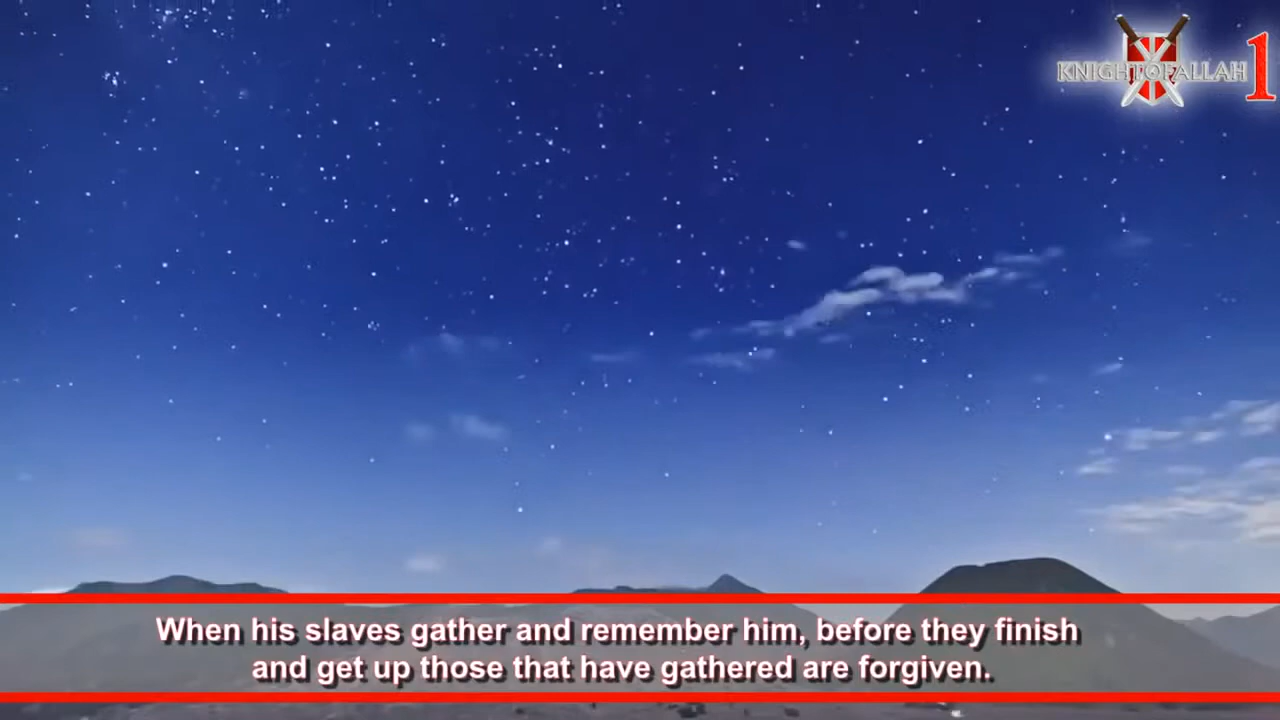 KNIGHTOFALLAH 1
When his slaves gather and remember him, before they finish
and get up those that have gathered are forgiven.